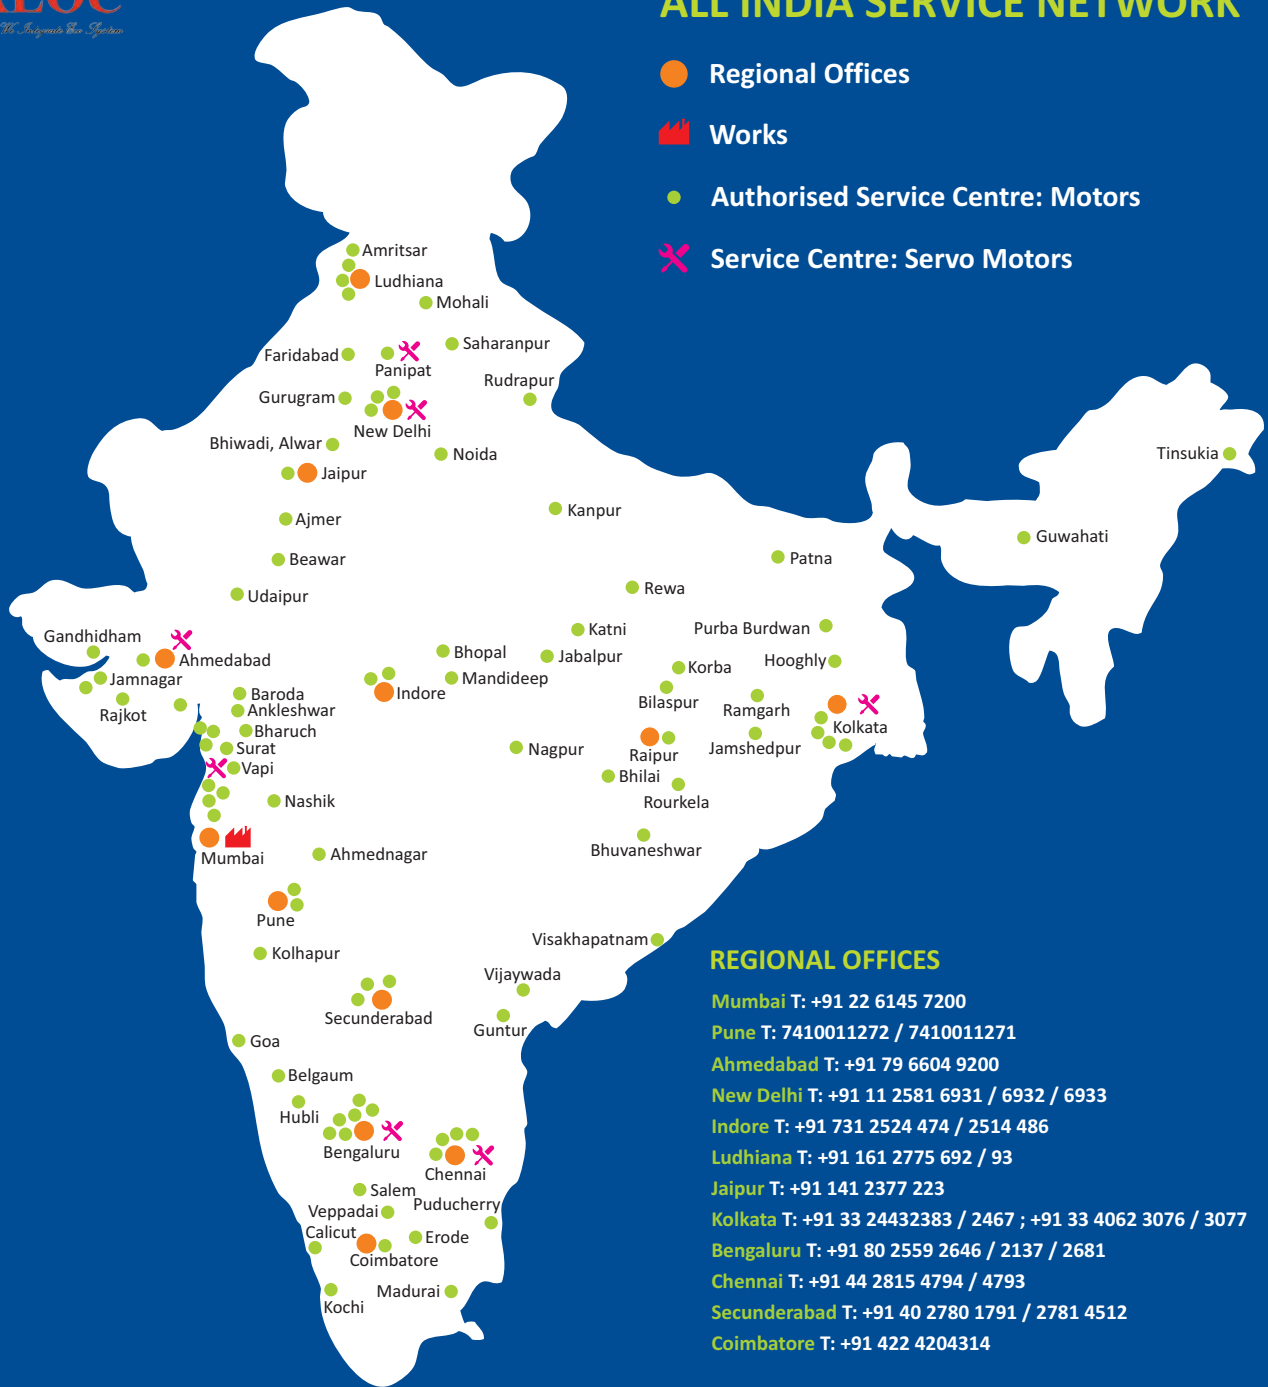 We Integrate Our System
ALL INDIA SERVICE NETWORK
Regional Offices
Works
Authorised Service Centre: Motors
Service Centre: Servo Motors
Amritsar
Ludhiana
Mohali
Saharanpur
Faridabad
Panipat
Rudrapur
Gurugram
New Delhi
Bhiwadi, Alwar
Noida
Tinsukia
Jaipur
Kanpur
Ajmer
Guwahati
Beawar
Patna
Rewa
Udaipur
Katni
Purba Burdwan
Gandhidham
Bhopal
Jabalpur
Ahmedabad
Hooghly
Korba
Jamnagar
Mandideep
Indore
Baroda
Bilaspur
Ankleshwar
Ramgarh
Rajkot
Kolkata
Bharuch
Surat
Nagpur
Jamshedpur
Raipur
Vapi
Bhilai
Nashik
Rourkela
Bhuvaneshwar
Mumbai
Ahmednagar
Pune
Visakhapatnam
Kolhapur
Vijaywada
Secunderabad
Guntur
Goa
Belgaum
Hubli
Bengaluru
Chennai
Salem
Puducherry
Veppadai
Calicut
Erode
Coimbatore
Madurai
Kochi
REGIONAL OFFICES
Mumbai T: +91 22 6145 7200
Pune T: 7410011272 / 7410011271
Ahmedabad T: +91 79 6604 9200
New Delhi T: +91 11 2581 6931 / 6932 / 6933
Indore T: +91 731 2524 474 / 2514 486
Ludhiana T: +91 161 2775 692 / 93
Jaipur T: +91 141 2377 223
Kolkata T: +91 33 24432383 / 2467 ; +91 33 4062 3076 / 3077
Bengaluru T: +91 80 2559 2646 / 2137 / 2681
Chennai T: +91 44 2815 4794 / 4793
Secunderabad T: +91 40 2780 1791 / 2781 4512
Coimbatore T: +91 422 4204314